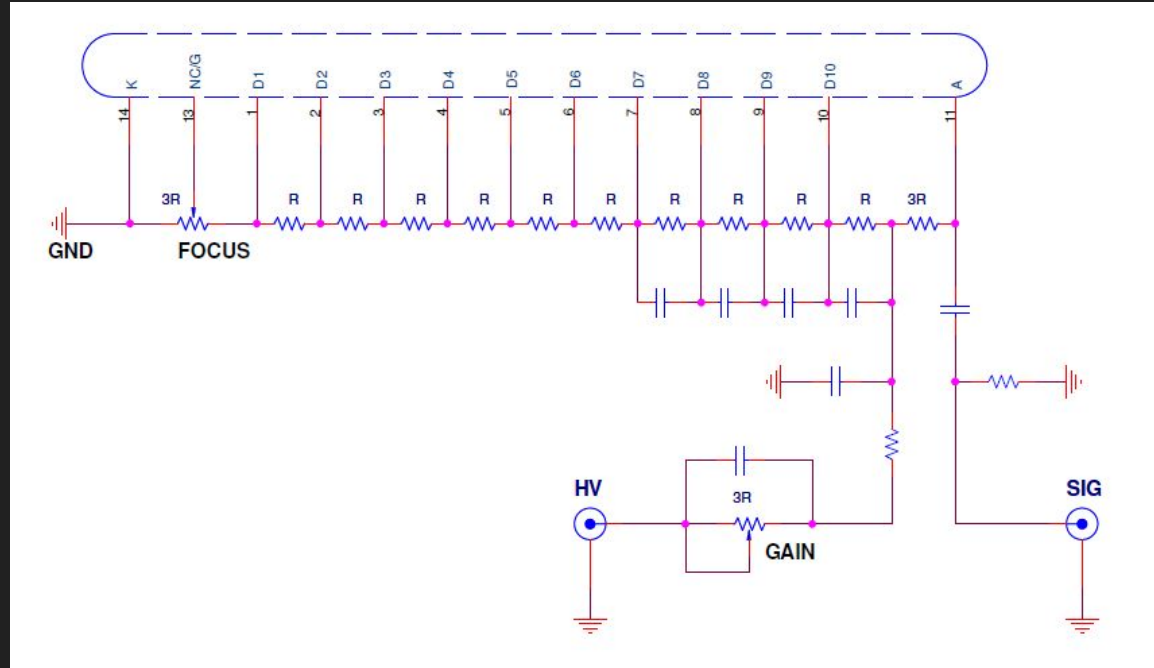 K NC/G D1 D2 D3 D4 D5 D6 D7 D8 D9 D10 A
14 13 1 2 3 4 5 6 7 8 9 10 11
3R R R R R R R R R R R 3R
GND FOCUS
HV 3R SIG
GAIN